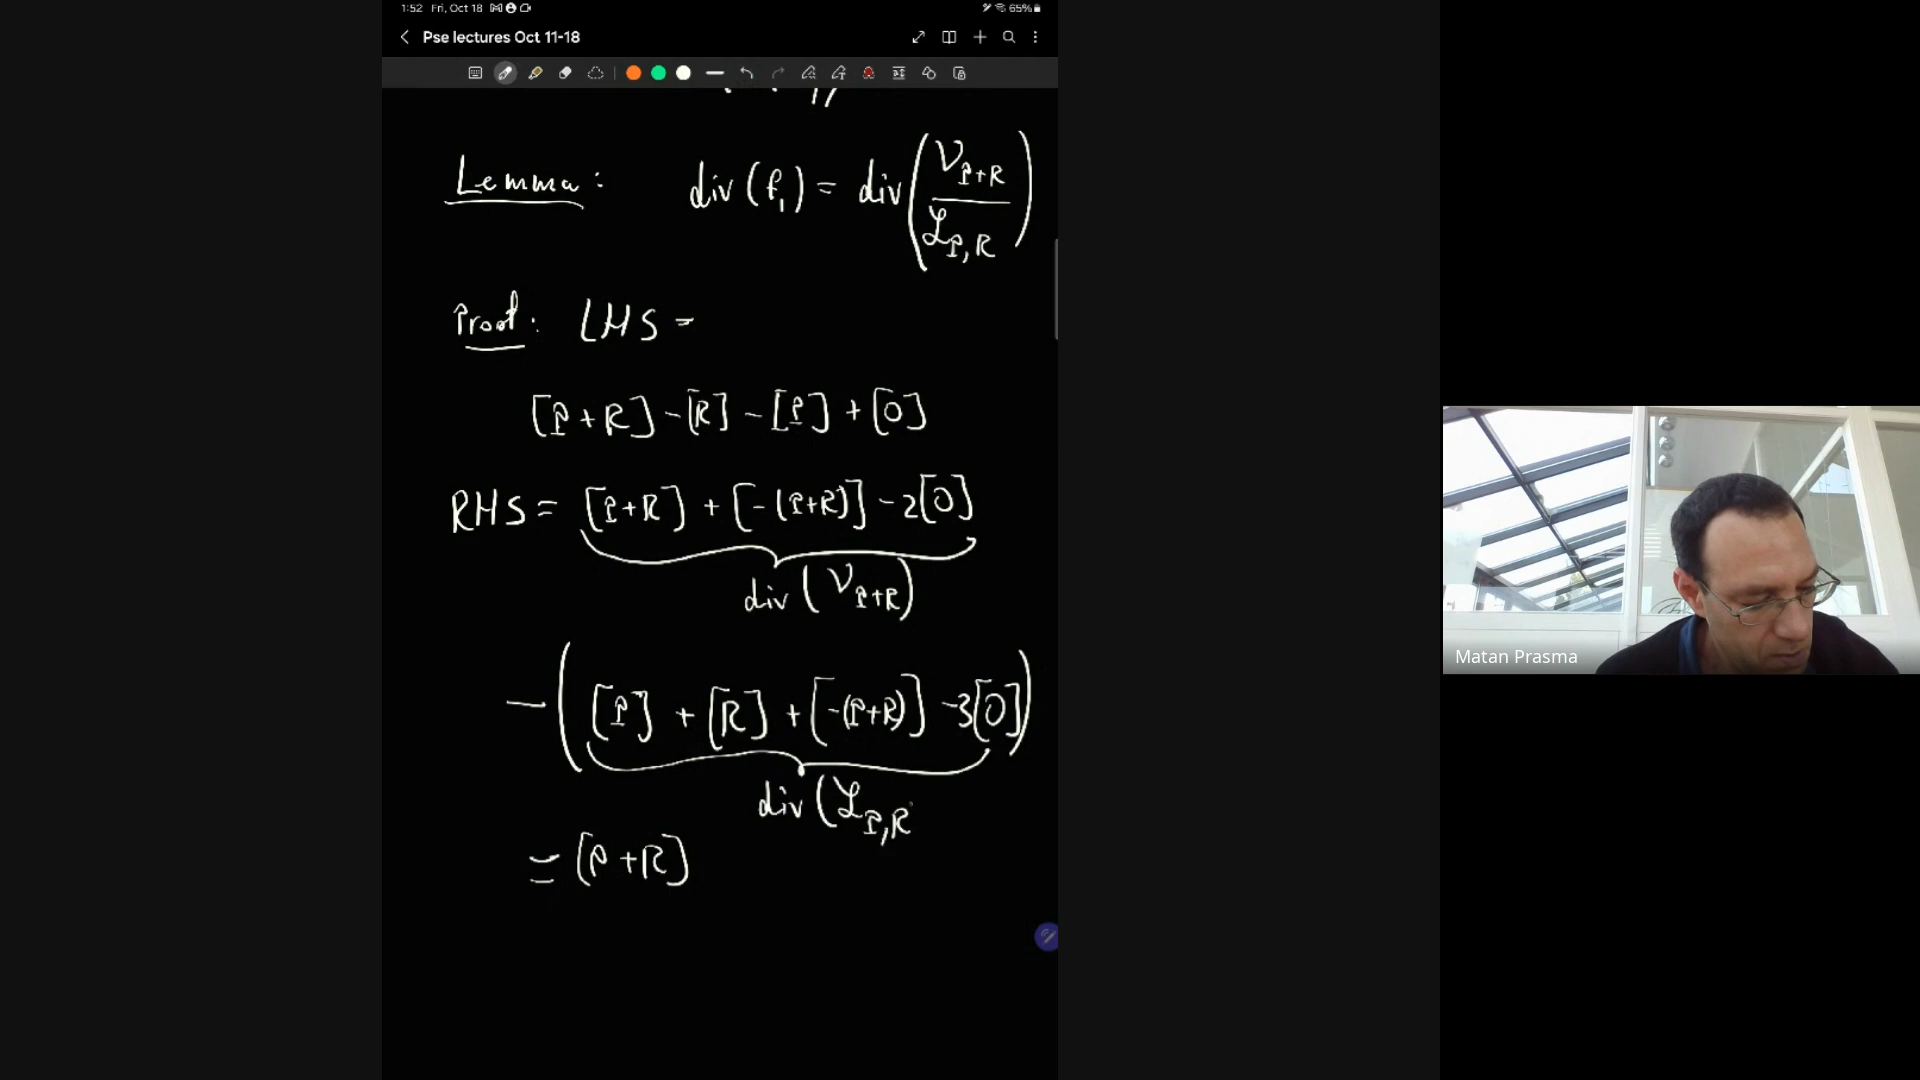 1:52 Fri, Oct 18 65%
Pse lectures Oct 11-18
Lemma: div(f₁) = div(V_{P+R} / ℒ_{P,R})
Proof: LHS =
[P+R] - [R] - [P] + [O]
RHS = [P+R] + [-(P+R)] - 2[O]
div(V_{P+R})
- ([P] + [R] + [-(P+R)] - 3[O])
div(ℒ_{P,R}
= [P+R]
Matan Prasma